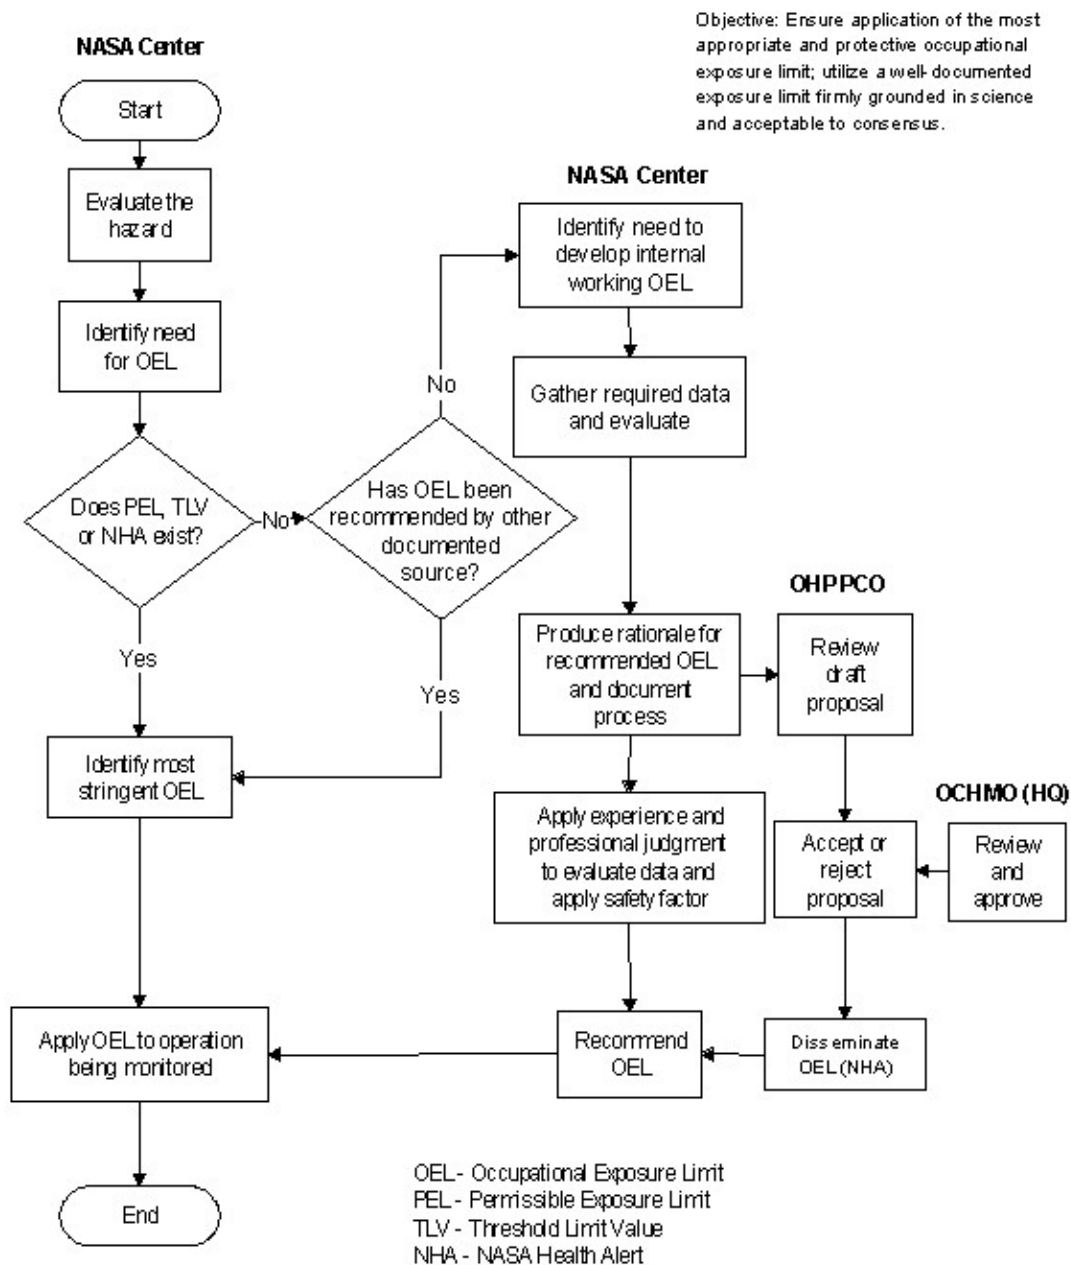 Objective: Ensure application of the most
appropriate and protective occupational
exposure limit; utilize a well-documented
exposure limit firmly grounded in science
and acceptable to consensus.
NASA Center
Start
Evaluate the
hazard
Identify need
for OEL
Does PEL, TLV
or NHA exist?
No
Yes
Has OEL been
recommended by other
documented
source?
No
Yes
Identify most
stringent OEL
Apply OEL to operation
being monitored
End
NASA Center
Identify need to
develop internal
working OEL
Gather required data
and evaluate
Produce rationale for
recommended OEL
and document
process
Apply experience and
professional judgment
to evaluate data and
apply safety factor
Recommend
OEL
OHPPCO
Review
draft
proposal
Accept or
reject
proposal
Disseminate
OEL (NHA)
OCHMO (HQ)
Review
and
approve
OEL - Occupational Exposure Limit
PEL - Permissible Exposure Limit
TLV - Threshold Limit Value
NHA - NASA Health Alert